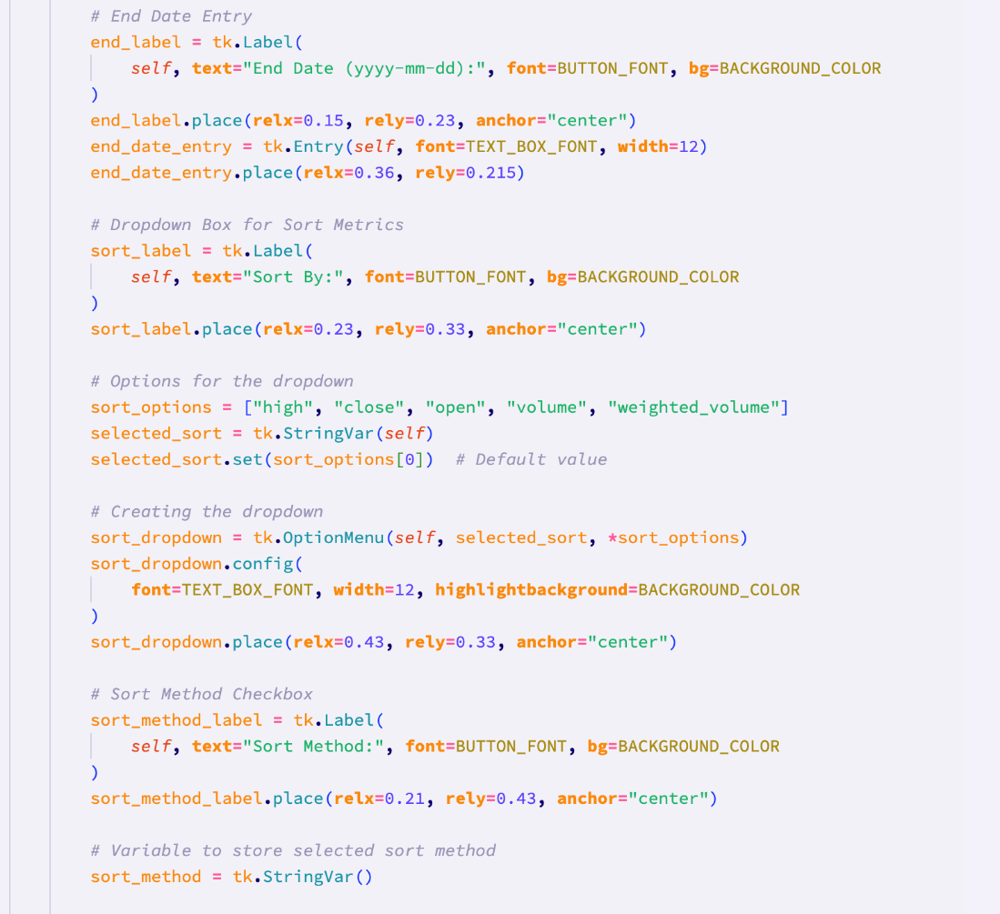 # End Date Entry
end_label = tk.Label(
self, text="End Date (yyyy-mm-dd):", font=BUTTON_FONT, bg=BACKGROUND_COLOR
)
end_label.place(relx=0.15, rely=0.23, anchor="center")
end_date_entry = tk.Entry(self, font=TEXT_BOX_FONT, width=12)
end_date_entry.place(relx=0.36, rely=0.215)
# Dropdown Box for Sort Metrics
sort_label = tk.Label(
self, text="Sort By:", font=BUTTON_FONT, bg=BACKGROUND_COLOR
)
sort_label.place(relx=0.23, rely=0.33, anchor="center")
# Options for the dropdown
sort_options = ["high", "close", "open", "volume", "weighted_volume"]
selected_sort = tk.StringVar(self)
selected_sort.set(sort_options[0])  # Default value
# Creating the dropdown
sort_dropdown = tk.OptionMenu(self, selected_sort, *sort_options)
sort_dropdown.config(
font=TEXT_BOX_FONT, width=12, highlightbackground=BACKGROUND_COLOR
)
sort_dropdown.place(relx=0.43, rely=0.33, anchor="center")
# Sort Method Checkbox
sort_method_label = tk.Label(
self, text="Sort Method:", font=BUTTON_FONT, bg=BACKGROUND_COLOR
)
sort_method_label.place(relx=0.21, rely=0.43, anchor="center")
# Variable to store selected sort method
sort_method = tk.StringVar()